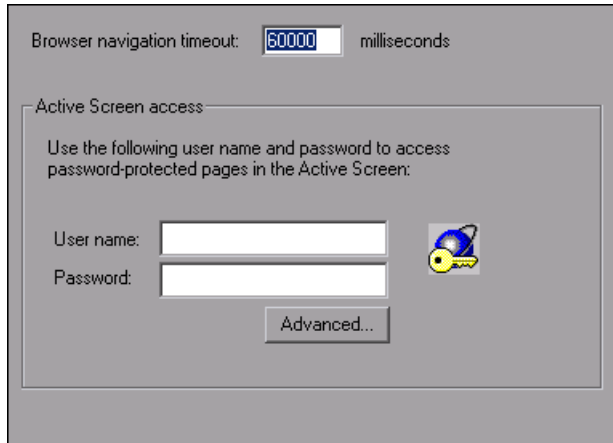 Browser navigation timeout: 60000 milliseconds
Active Screen access
Use the following user name and password to access
password-protected pages in the Active Screen:
User name:
Password:
Advanced...